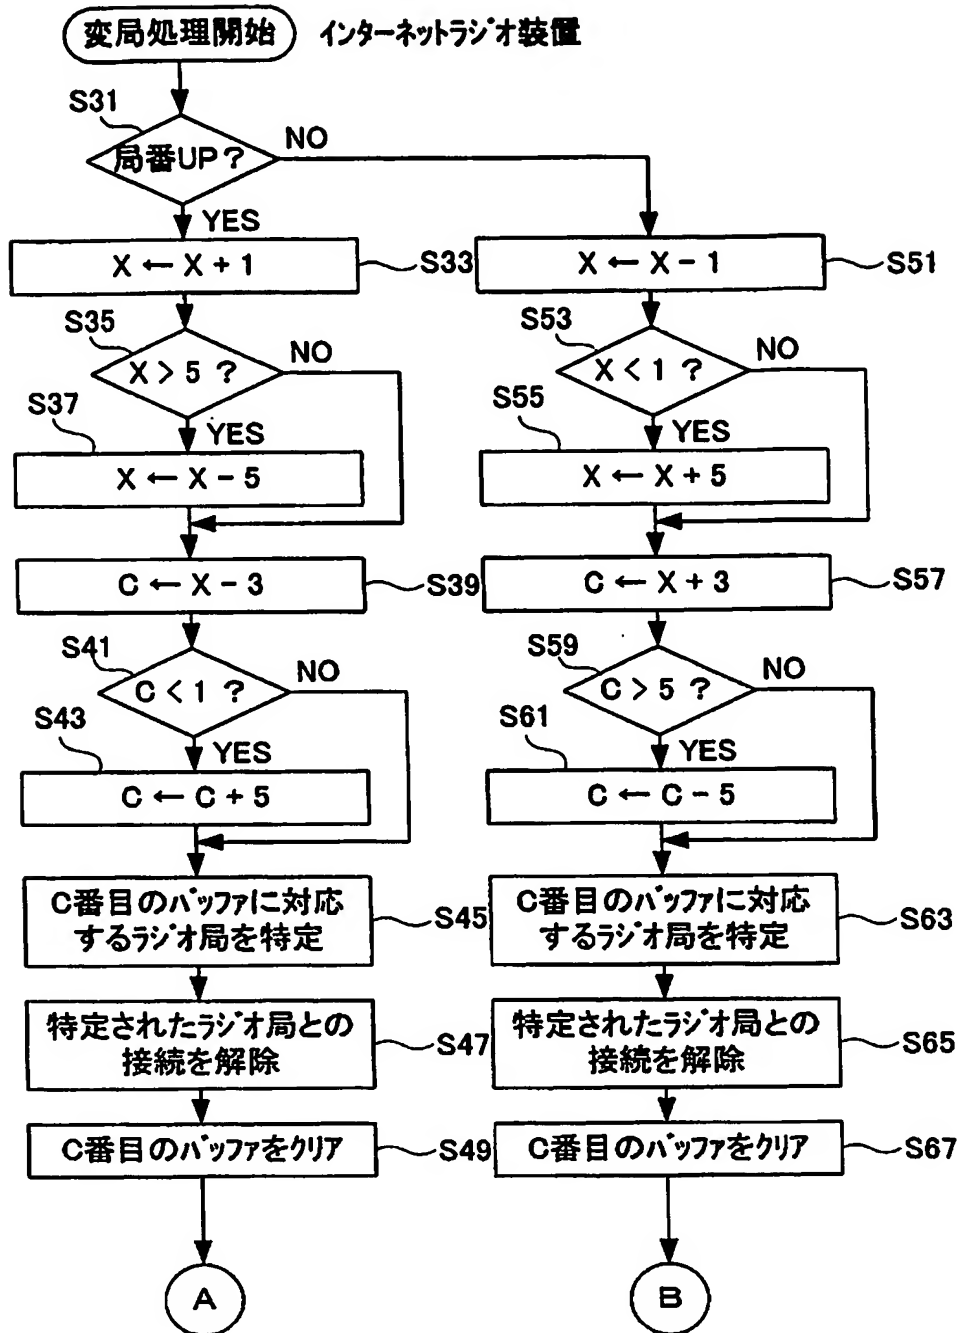 変局処理開始
インターネットラジオ装置
S31
局番UP?
NO
YES
X ← X + 1
S33
S35
X > 5 ?
NO
S37
YES
X ← X - 5
C ← X - 3
S39
S41
C < 1 ?
NO
S43
YES
C ← C + 5
C番目のバッファに対応
するラジオ局を特定
S45
特定されたラジオ局との
接続を解除
S47
C番目のバッファをクリア
S49
A
X ← X - 1
S51
S53
X < 1 ?
NO
S55
YES
X ← X + 5
C ← X + 3
S57
S59
C > 5 ?
NO
S61
YES
C ← C - 5
C番目のバッファに対応
するラジオ局を特定
S63
特定されたラジオ局との
接続を解除
S65
C番目のバッファをクリア
S67
B